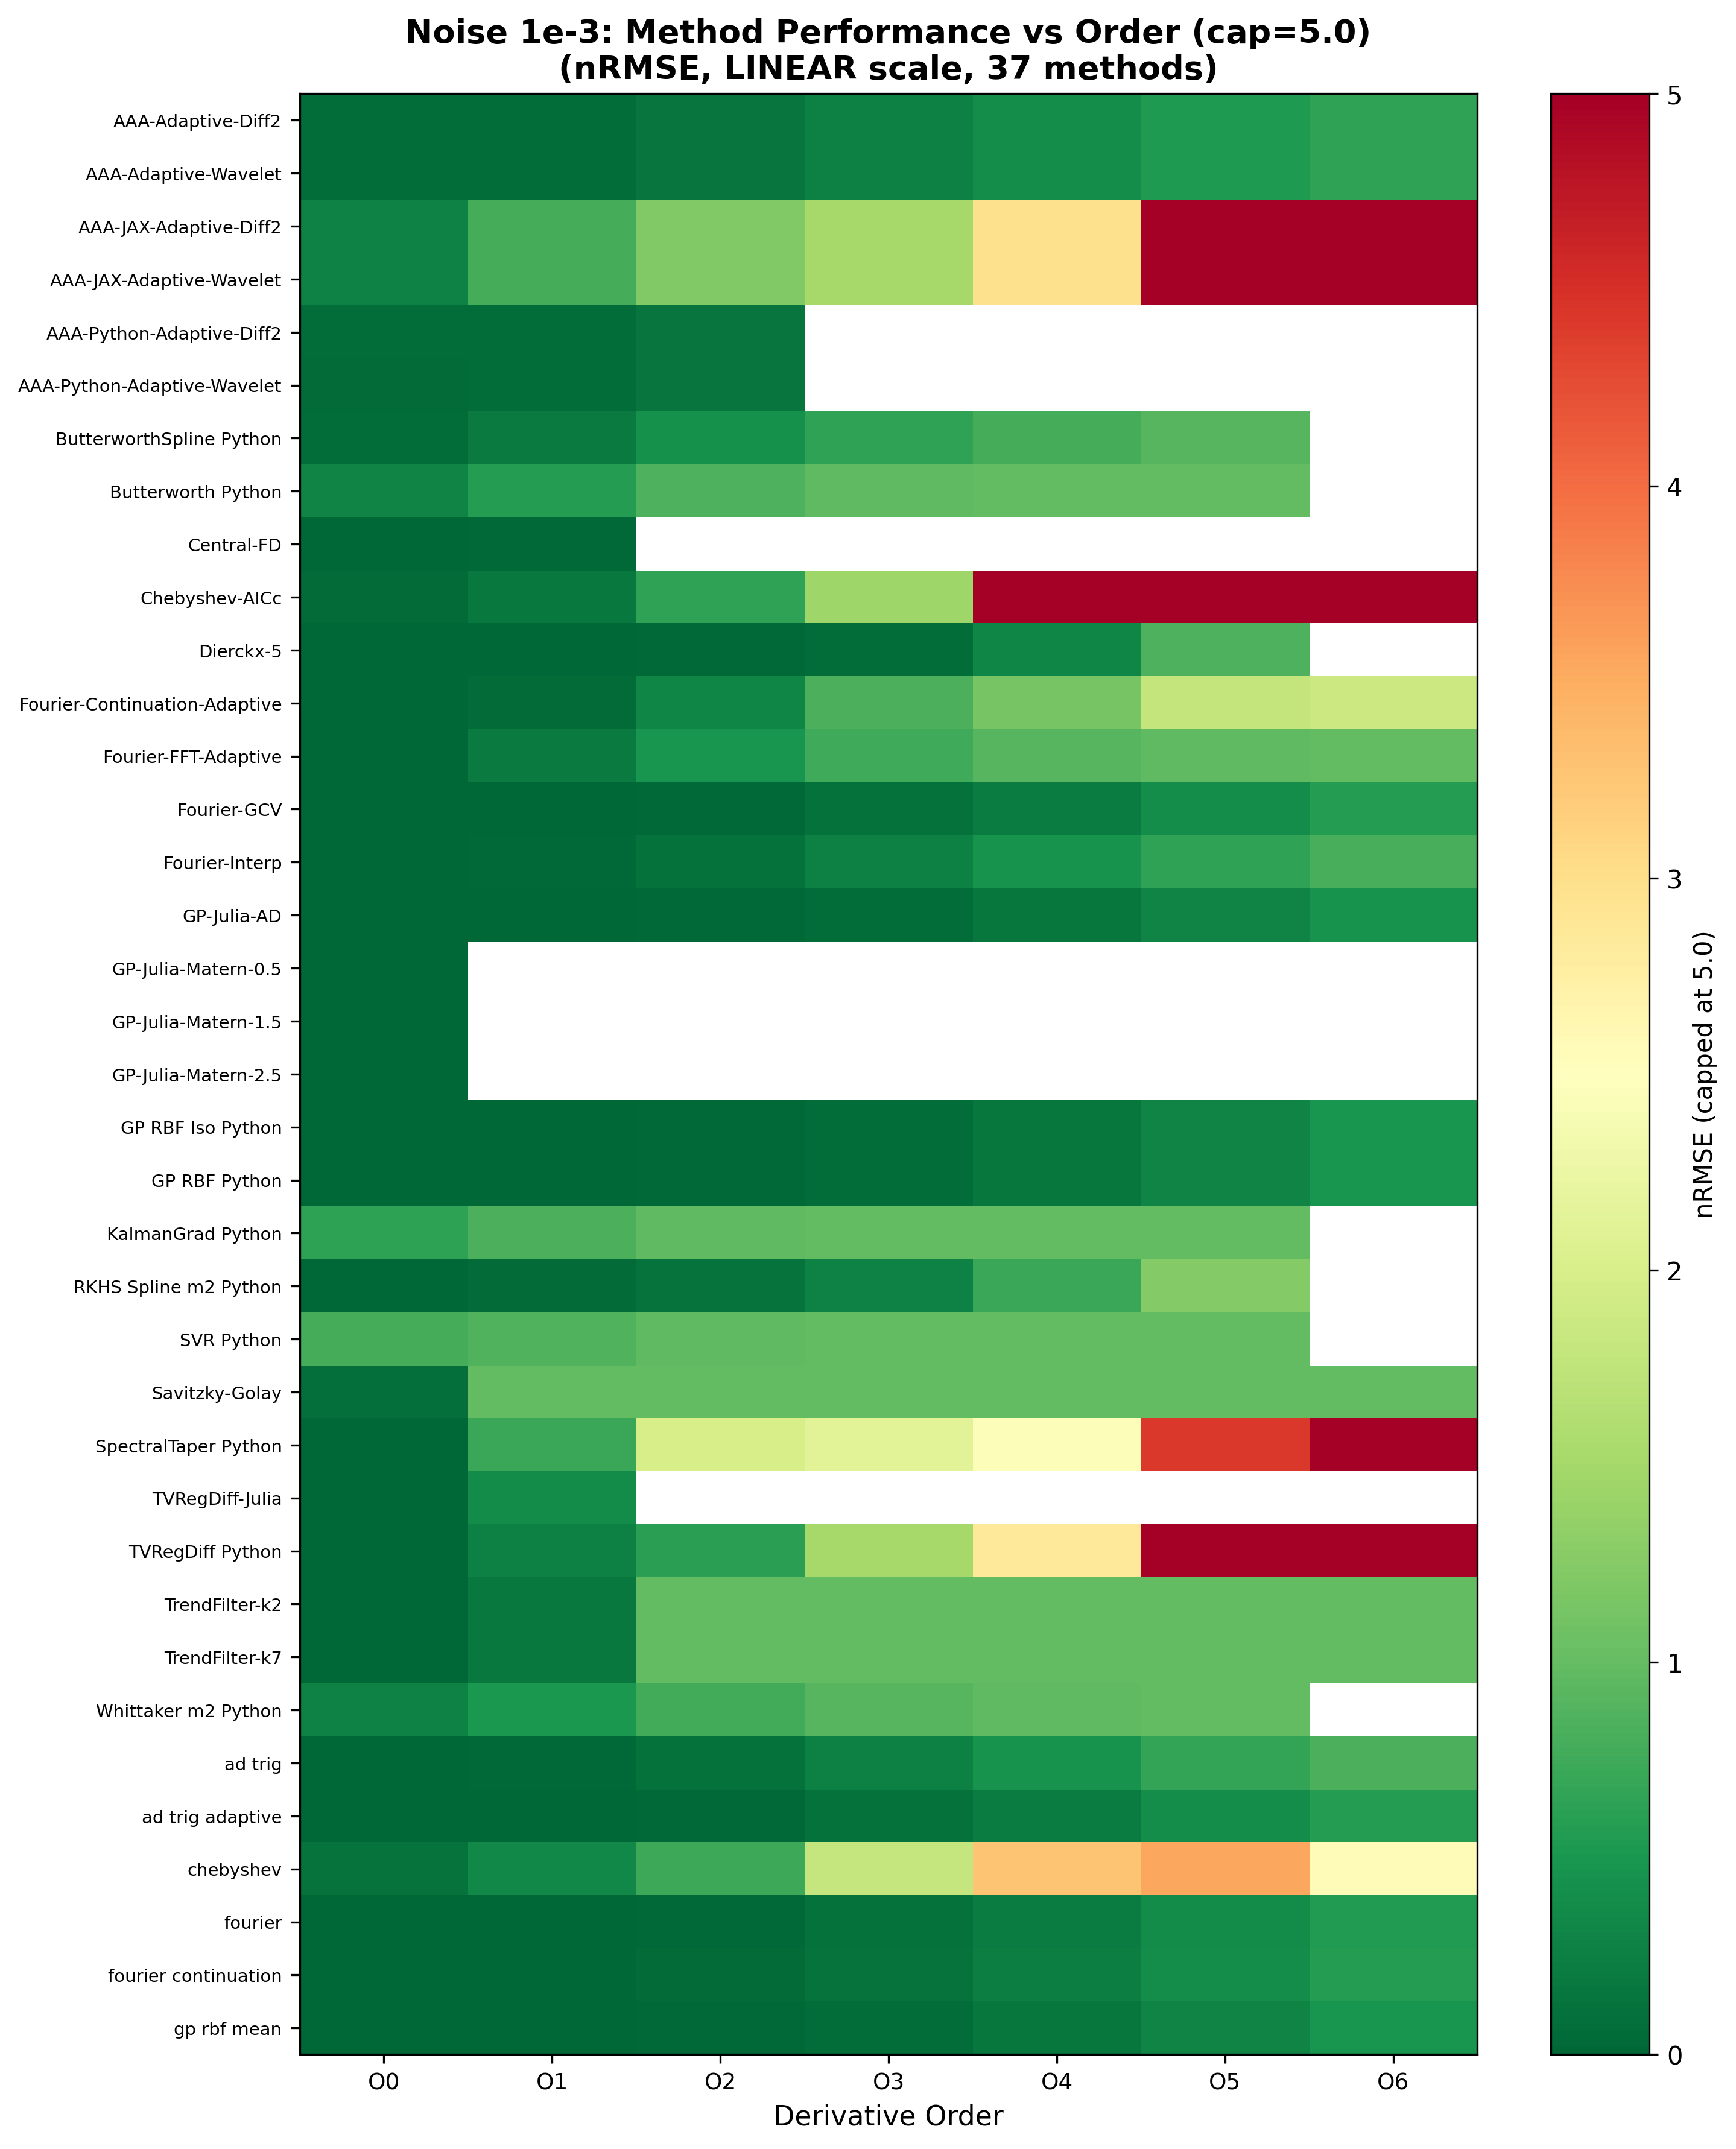 Noise 1e-3: Method Performance vs Order (cap=5.0)
(nRMSE, LINEAR scale, 37 methods)
AAA-Adaptive-Diff2
AAA-Adaptive-Wavelet
AAA-JAX-Adaptive-Diff2
AAA-JAX-Adaptive-Wavelet
AAA-Python-Adaptive-Diff2
AAA-Python-Adaptive-Wavelet
ButterworthSpline Python
Butterworth Python
Central-FD
Chebyshev-AICc
Dierckx-5
Fourier-Continuation-Adaptive
Fourier-FFT-Adaptive
Fourier-GCV
Fourier-Interp
GP-Julia-AD
GP-Julia-Matern-0.5
GP-Julia-Matern-1.5
GP-Julia-Matern-2.5
GP RBF Iso Python
GP RBF Python
KalmanGrad Python
RKHS Spline m2 Python
SVR Python
Savitzky-Golay
SpectralTaper Python
TVRegDiff-Julia
TVRegDiff Python
TrendFilter-k2
TrendFilter-k7
Whittaker m2 Python
ad trig
ad trig adaptive
chebyshev
fourier
fourier continuation
gp rbf mean
O0 O1 O2 O3 O4 O5 O6
Derivative Order
5
4
3
2
1
0
nRMSE (capped at 5.0)